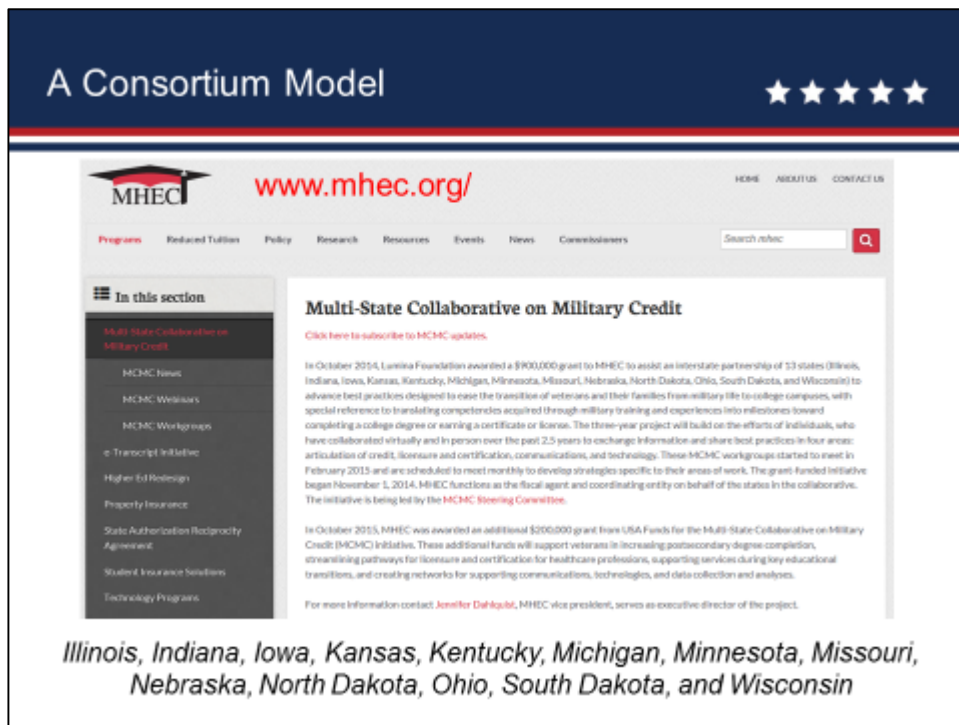 A Consortium Model
MHEC
www.mhec.org/
HOME ABOUT US CONTACT US
Programs Reduced Tuition Policy Research Resources Events News Commissioners
Search mhec
In this section
Multi-State Collaborative on
Military Credit
MCMC News
MCMC Webinars
MCMC Workgroups
e-Transcript Initiative
Higher Ed Redesign
Property Insurance
State Authorization Reciprocity
Agreement
Student Insurance Solutions
Technology Programs
Multi-State Collaborative on Military Credit
Click here to subscribe to MCMC updates.
In October 2014, Lumina Foundation awarded a $900,000 grant to MHEC to assist an interstate partnership of 13 states (Illinois,
Indiana, Iowa, Kansas, Kentucky, Michigan, Minnesota, Missouri, Nebraska, North Dakota, Ohio, South Dakota, and Wisconsin) to
advance best practices designed to ease the transition of veterans and their families from military life to college campuses, with
special reference to translating competencies acquired through military training and experiences into milestones toward
completing a college degree or earning a certificate or license. The three-year project will build on the efforts of individuals, who
have collaborated virtually and in person over the past 2.5 years to exchange information and share best practices in four areas:
articulation of credit, licensure and certification, communications, and technology. These MCMC workgroups started to meet in
February 2015 and are scheduled to meet monthly to develop strategies specific to their areas of work. The grant-funded initiative
began November 1, 2014. MHEC functions as the fiscal agent and coordinating entity on behalf of the states in the collaborative.
The initiative is being led by the MCMC Steering Committee.
In October 2015, MHEC was awarded an additional $200,000 grant from USA Funds for the Multi-State Collaborative on Military
Credit (MCMC) initiative. These additional funds will support veterans in increasing postsecondary degree completion,
streamlining pathways for licensure and certification for healthcare professions, supporting services during key educational
transitions, and creating networks for supporting communications, technologies, and data collection and analyses.
For more information contact Jennifer Dahlquist, MHEC vice president, serves as executive director of the project.
Illinois, Indiana, Iowa, Kansas, Kentucky, Michigan, Minnesota, Missouri,
Nebraska, North Dakota, Ohio, South Dakota, and Wisconsin